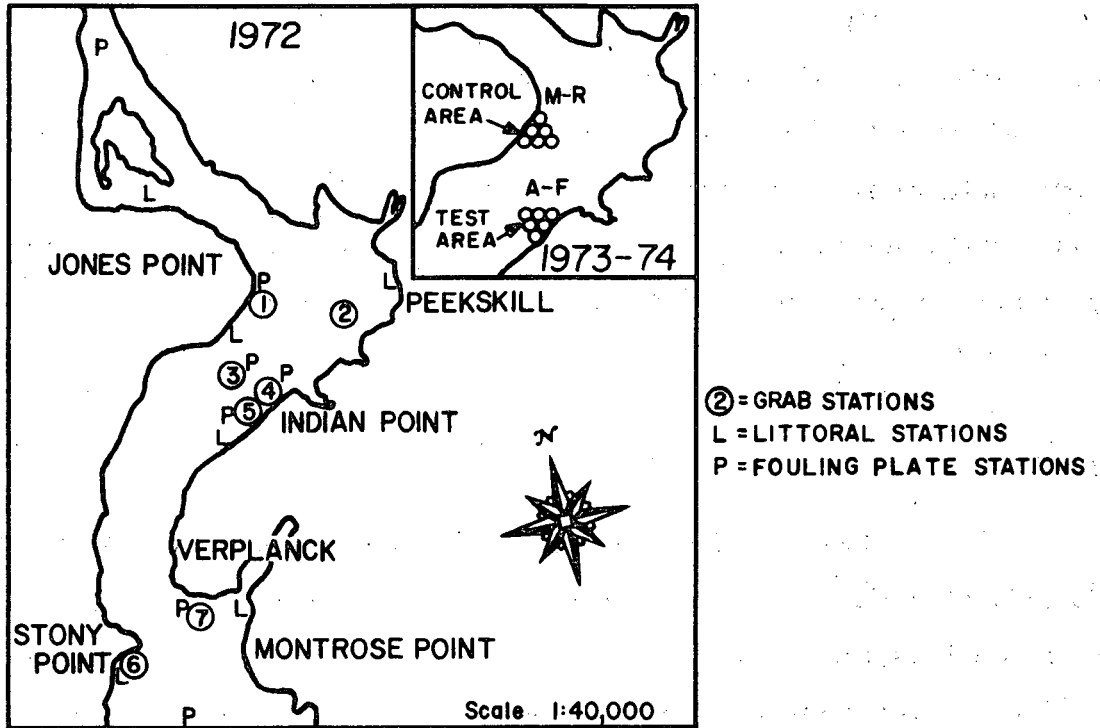 1972
P
L
JONES POINT
P
1
L
2
L
PEEKSKILL
3
P
4
P
P
5
L
INDIAN POINT
N
VERPLANCK
P
7
L
STONY
POINT
6
L
MONTROSE POINT
P
Scale 1:40,000
CONTROL
AREA
M-R
A-F
TEST
AREA
1973-74
2 = GRAB STATIONS
L = LITTORAL STATIONS
P = FOULING PLATE STATIONS